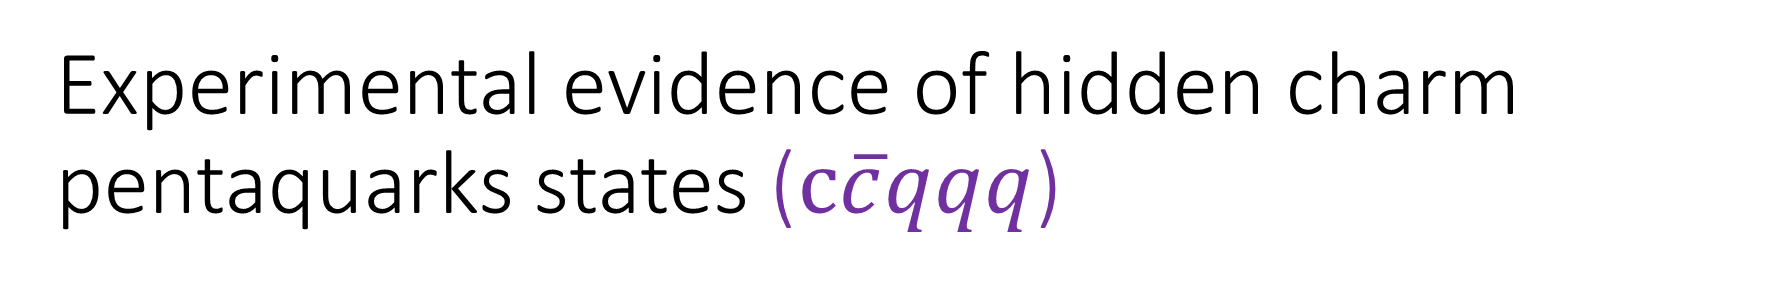 Experimental evidence of hidden charm
pentaquarks states (cc̄qqq)